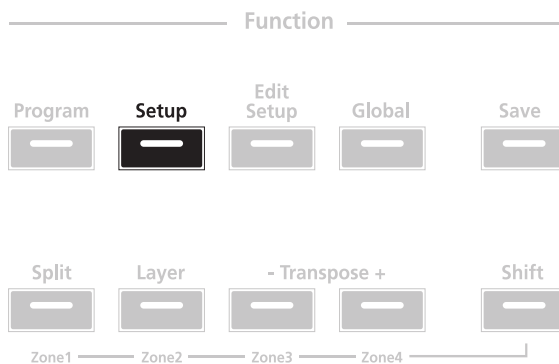 Function
Program Setup Edit Setup Global Save
Split Layer - Transpose + Shift
Zone1 Zone2 Zone3 Zone4